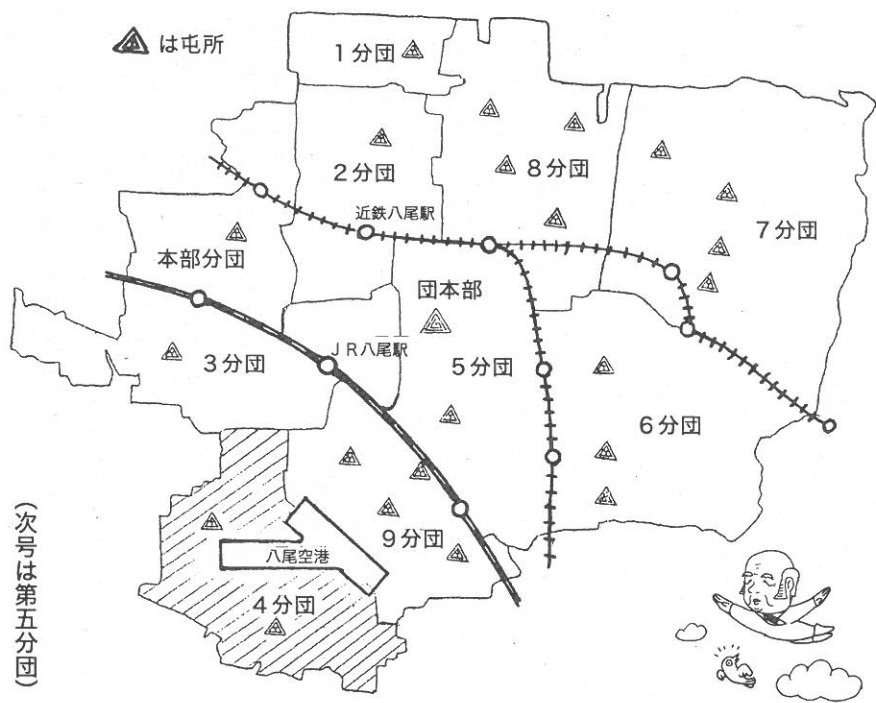 は屯所
1分団
2分団
8分団
7分団
近鉄八尾駅
本部分団
団本部
JR八尾駅
3分団
5分団
6分団
9分団
八尾空港
4分団
(次号は第五分団)